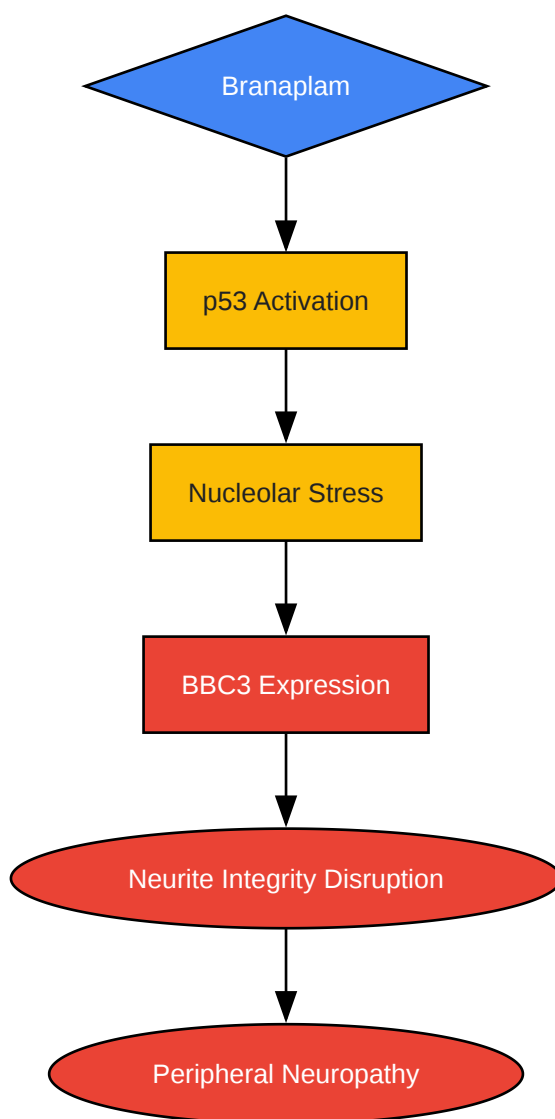 Branaplam
p53 Activation
Nucleolar Stress
BBC3 Expression
Neurite Integrity Disruption
Peripheral Neuropathy